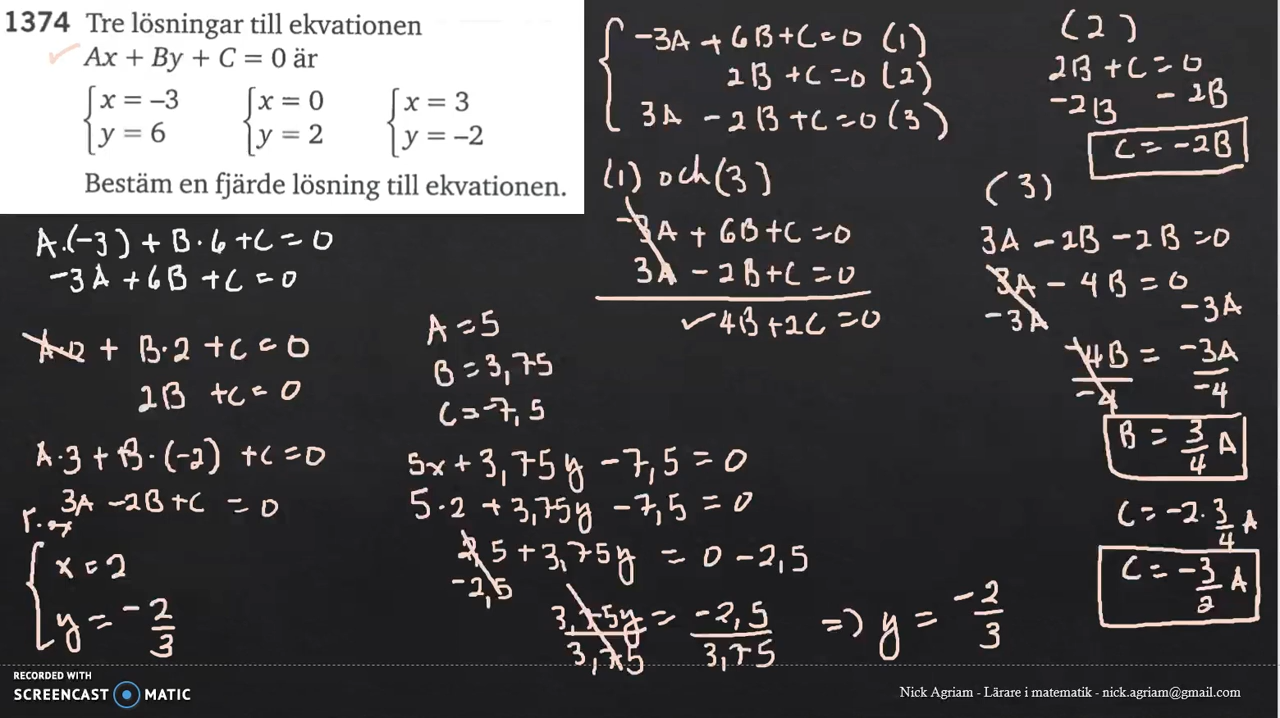 1374 Tre lösningar till ekvationen
Ax + By + C = 0 är
{x = –3 {x = 0 {x = 3
{y = 6 {y = 2 {y = –2
Bestäm en fjärde lösning till ekvationen.
A·(-3) + B·6 + C = 0
-3A + 6B + C = 0
A·0 + B·2 + C = 0
2B + C = 0
A·3 + B·(-2) + C = 0
3A - 2B + C = 0
{x = 2
{y = -2/3
A = 5
B = 3,75
C = -7,5
5x + 3,75y - 7,5 = 0
5·2 + 3,75y - 7,5 = 0
2,5 + 3,75y = 0 - 2,5
-2,5
3,75y/3,75 = -2,5/3,75 => y = -2/3
{-3A + 6B + C = 0 (1)
2B + C = 0 (2)
3A - 2B + C = 0 (3)
(1) och (3)
-3A + 6B + C = 0
3A - 2B + C = 0
✓4B + 2C = 0
(2)
2B + C = 0
-2B - 2B
C = -2B
(3)
3A - 2B - 2B = 0
3A - 4B = 0
-3A -3A
-4B/-4 = -3A/-4
B = 3/4 A
C = -2·3/4 A
C = -3/2 A
RECORDED WITH
SCREENCAST MATIC
Nick Agriam - Lärare i matematik - nick.agriam@gmail.com